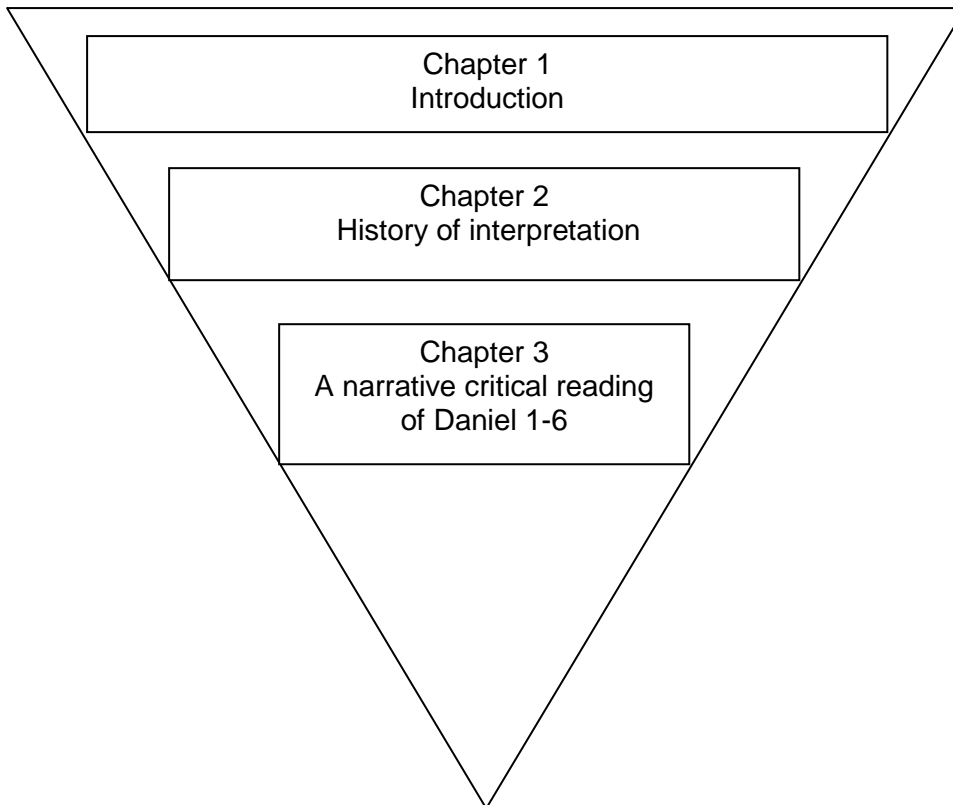 Chapter 1
Introduction
Chapter 2
History of interpretation
Chapter 3
A narrative critical reading
of Daniel 1-6